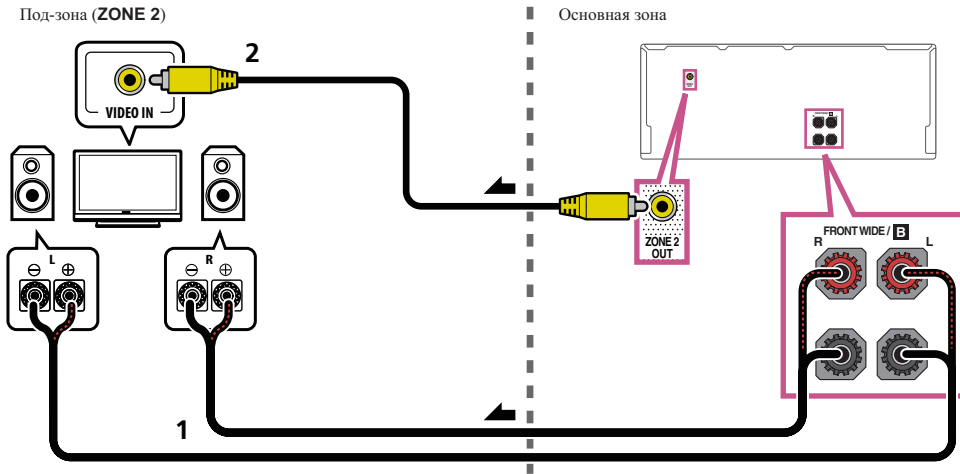 Под-зона (ZONE 2)
Основная зона
2
VIDEO IN
ZONE 2
OUT
FRONT WIDE / B
R
L
L
R
⊖ ⊕
⊖ ⊕
1